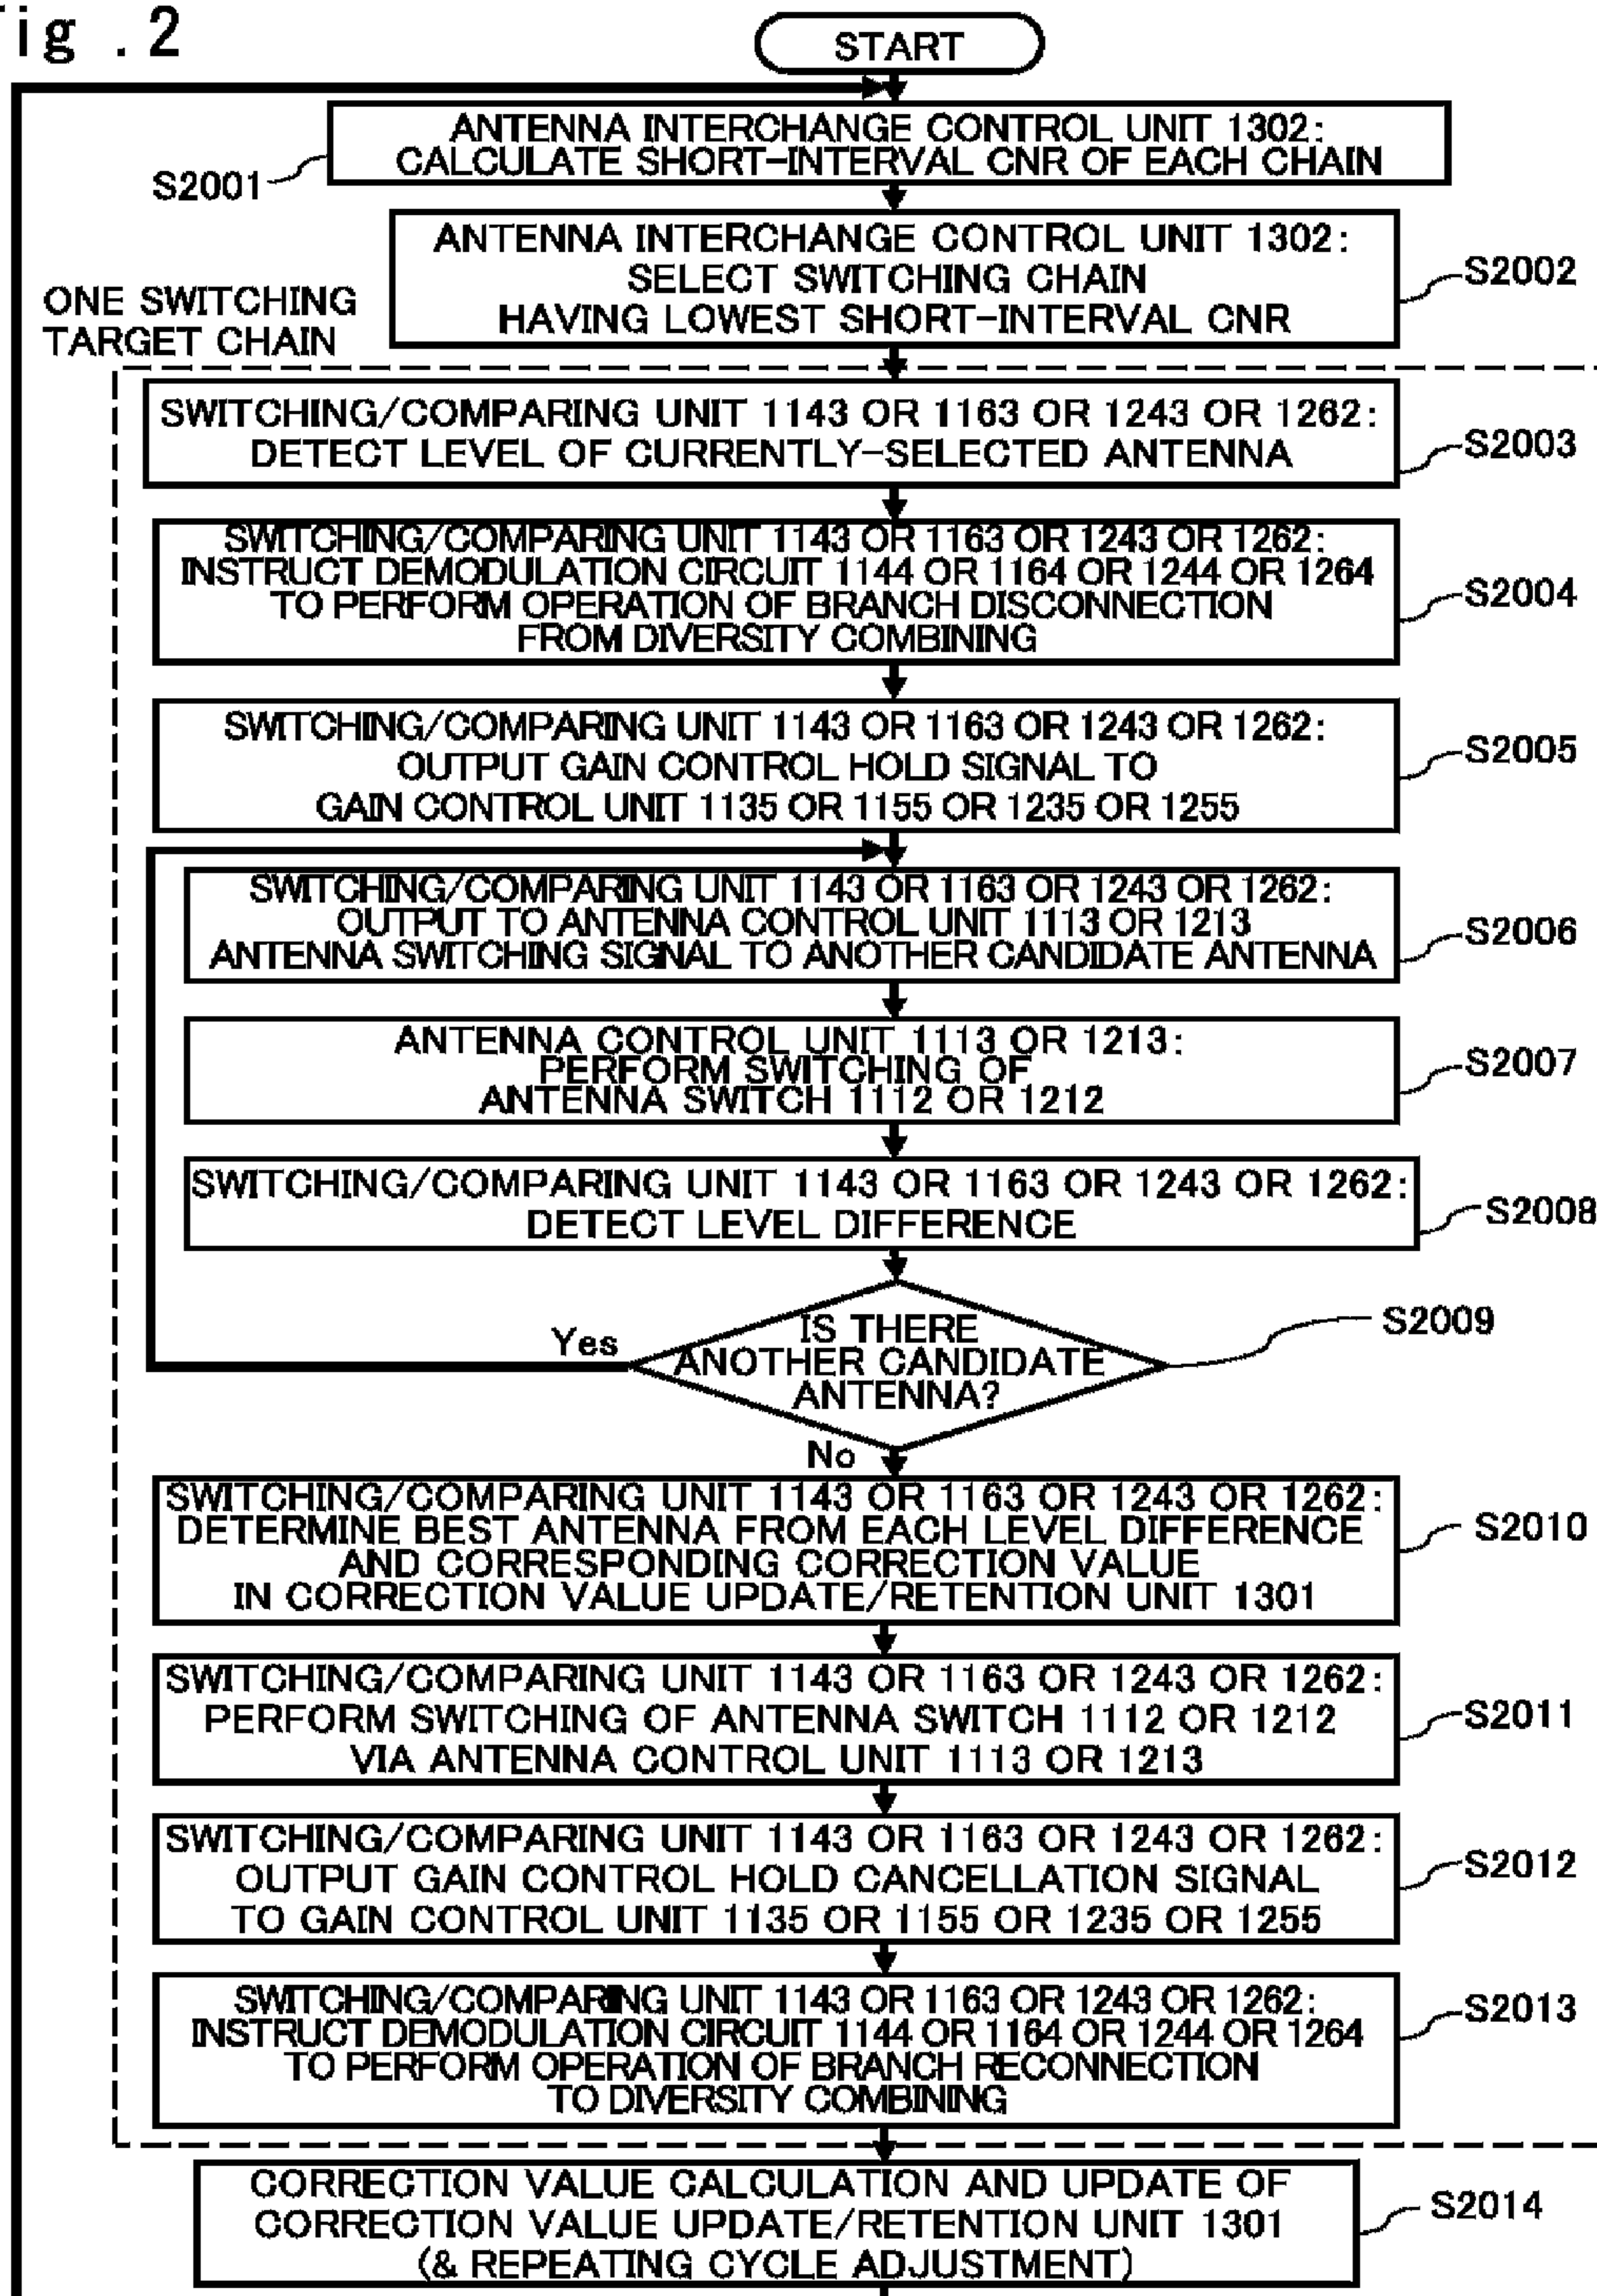 Fig .2
START
ANTENNA INTERCHANGE CONTROL UNIT 1302:
CALCULATE SHORT-INTERVAL CNR OF EACH CHAIN
S2001
ANTENNA INTERCHANGE CONTROL UNIT 1302:
SELECT SWITCHING CHAIN
HAVING LOWEST SHORT-INTERVAL CNR
S2002
ONE SWITCHING
TARGET CHAIN
SWITCHING/COMPARING UNIT 1143 OR 1163 OR 1243 OR 1262:
DETECT LEVEL OF CURRENTLY-SELECTED ANTENNA
S2003
SWITCHING/COMPARING UNIT 1143 OR 1163 OR 1243 OR 1262:
INSTRUCT DEMODULATION CIRCUIT 1144 OR 1164 OR 1244 OR 1264
TO PERFORM OPERATION OF BRANCH DISCONNECTION
FROM DIVERSITY COMBINING
S2004
SWITCHING/COMPARING UNIT 1143 OR 1163 OR 1243 OR 1262:
OUTPUT GAIN CONTROL HOLD SIGNAL TO
GAIN CONTROL UNIT 1135 OR 1155 OR 1235 OR 1255
S2005
SWITCHING/COMPARING UNIT 1143 OR 1163 OR 1243 OR 1262:
OUTPUT TO ANTENNA CONTROL UNIT 1113 OR 1213
ANTENNA SWITCHING SIGNAL TO ANOTHER CANDIDATE ANTENNA
S2006
ANTENNA CONTROL UNIT 1113 OR 1213:
PERFORM SWITCHING OF
ANTENNA SWITCH 1112 OR 1212
S2007
SWITCHING/COMPARING UNIT 1143 OR 1163 OR 1243 OR 1262:
DETECT LEVEL DIFFERENCE
S2008
IS THERE
ANOTHER CANDIDATE
ANTENNA?
S2009
Yes
No
SWITCHING/COMPARING UNIT 1143 OR 1163 OR 1243 OR 1262:
DETERMINE BEST ANTENNA FROM EACH LEVEL DIFFERENCE
AND CORRESPONDING CORRECTION VALUE
IN CORRECTION VALUE UPDATE/RETENTION UNIT 1301
S2010
SWITCHING/COMPARING UNIT 1143 OR 1163 OR 1243 OR 1262:
PERFORM SWITCHING OF ANTENNA SWITCH 1112 OR 1212
VIA ANTENNA CONTROL UNIT 1113 OR 1213
S2011
SWITCHING/COMPARING UNIT 1143 OR 1163 OR 1243 OR 1262:
OUTPUT GAIN CONTROL HOLD CANCELLATION SIGNAL
TO GAIN CONTROL UNIT 1135 OR 1155 OR 1235 OR 1255
S2012
SWITCHING/COMPARING UNIT 1143 OR 1163 OR 1243 OR 1262:
INSTRUCT DEMODULATION CIRCUIT 1144 OR 1164 OR 1244 OR 1264
TO PERFORM OPERATION OF BRANCH RECONNECTION
TO DIVERSITY COMBINING
S2013
CORRECTION VALUE CALCULATION AND UPDATE OF
CORRECTION VALUE UPDATE/RETENTION UNIT 1301
(& REPEATING CYCLE ADJUSTMENT)
S2014